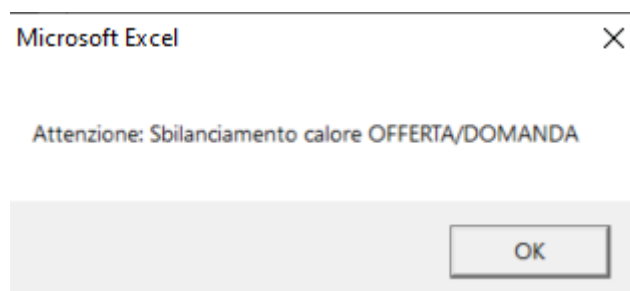 Microsoft Excel
Attenzione: Sbilanciamento calore OFFERTA/DOMANDA
OK